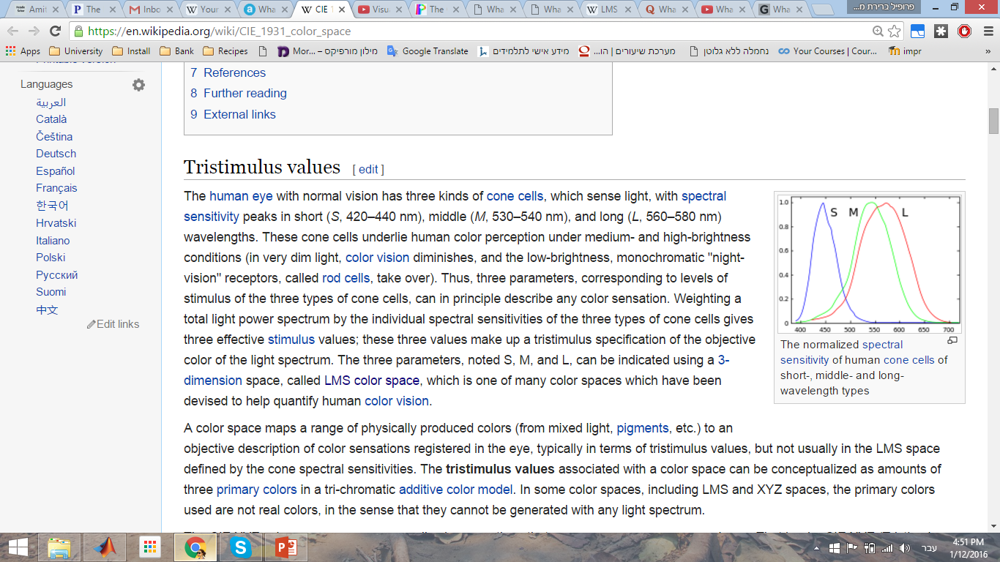 Amit
The
Inbo
Your
Wha
CIE 1
Visua
The
Wha
Wha
LMS
Wha
Wha
Wha
https://en.wikipedia.org/wiki/CIE_1931_color_space
Apps University Install Bank Recipes Mor... – מילון מורפיקס Google Translate מידע אישי לתלמידים מערכת שיעורים | הו... נחמלה ללא גלוטן Your Courses | Cour... impr »
Printable version
Languages
العربية
Català
Čeština
Deutsch
Español
Français
한국어
Hrvatski
Italiano
Polski
Русский
Suomi
中文
Edit links
7 References
8 Further reading
9 External links
Tristimulus values [ edit ]
The human eye with normal vision has three kinds of cone cells, which sense light, with spectral
sensitivity peaks in short (S, 420–440 nm), middle (M, 530–540 nm), and long (L, 560–580 nm)
wavelengths. These cone cells underlie human color perception under medium- and high-brightness
conditions (in very dim light, color vision diminishes, and the low-brightness, monochromatic "night-
vision" receptors, called rod cells, take over). Thus, three parameters, corresponding to levels of
stimulus of the three types of cone cells, can in principle describe any color sensation. Weighting a
total light power spectrum by the individual spectral sensitivities of the three types of cone cells gives
three effective stimulus values; these three values make up a tristimulus specification of the objective
color of the light spectrum. The three parameters, noted S, M, and L, can be indicated using a 3-
dimension space, called LMS color space, which is one of many color spaces which have been
devised to help quantify human color vision.
1.0
0.8
0.6
0.4
0.2
0
S M L
400 450 500 550 600 650 700
The normalized spectral
sensitivity of human cone cells of
short-, middle- and long-
wavelength types
A color space maps a range of physically produced colors (from mixed light, pigments, etc.) to an
objective description of color sensations registered in the eye, typically in terms of tristimulus values, but not usually in the LMS space
defined by the cone spectral sensitivities. The tristimulus values associated with a color space can be conceptualized as amounts of
three primary colors in a tri-chromatic additive color model. In some color spaces, including LMS and XYZ spaces, the primary colors
used are not real colors, in the sense that they cannot be generated with any light spectrum.
עבר
4:51 PM
1/12/2016